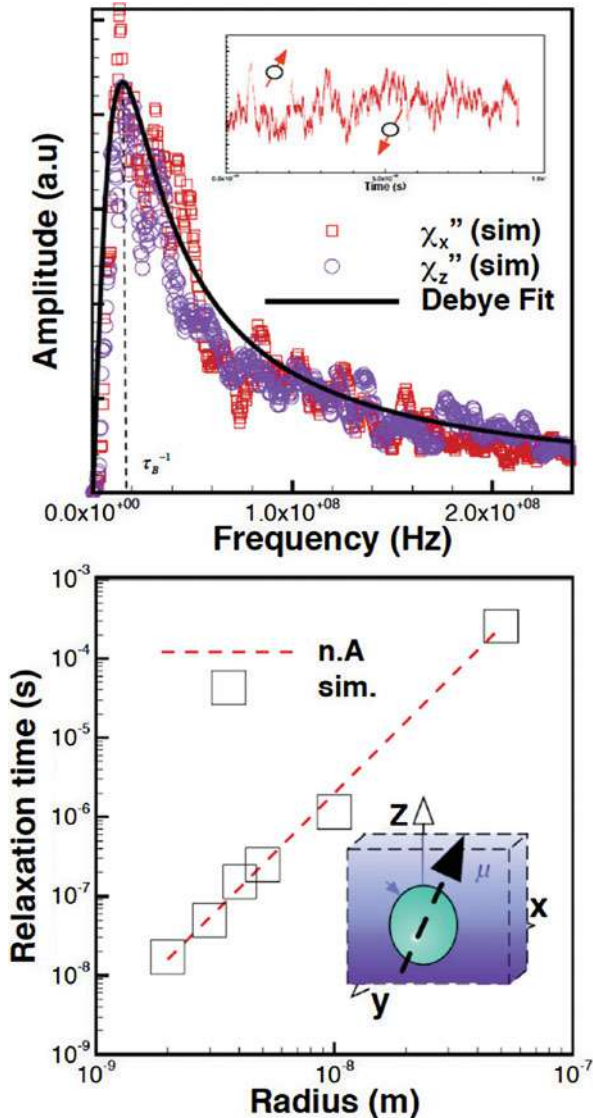 Amplitude (a.u)
0.0x10
Time (s)
χx” (sim)
χz” (sim)
Debye Fit
τB⁻¹
0.0x10⁺⁰⁰
1.0x10⁺⁰⁸
2.0x10⁺⁰⁸
Frequency (Hz)
Relaxation time (s)
10⁻³
10⁻⁴
10⁻⁵
10⁻⁶
10⁻⁷
10⁻⁸
10⁻⁹
n.A
sim.
z
μ
x
y
10⁻⁹
10⁻⁸
10⁻⁷
Radius (m)